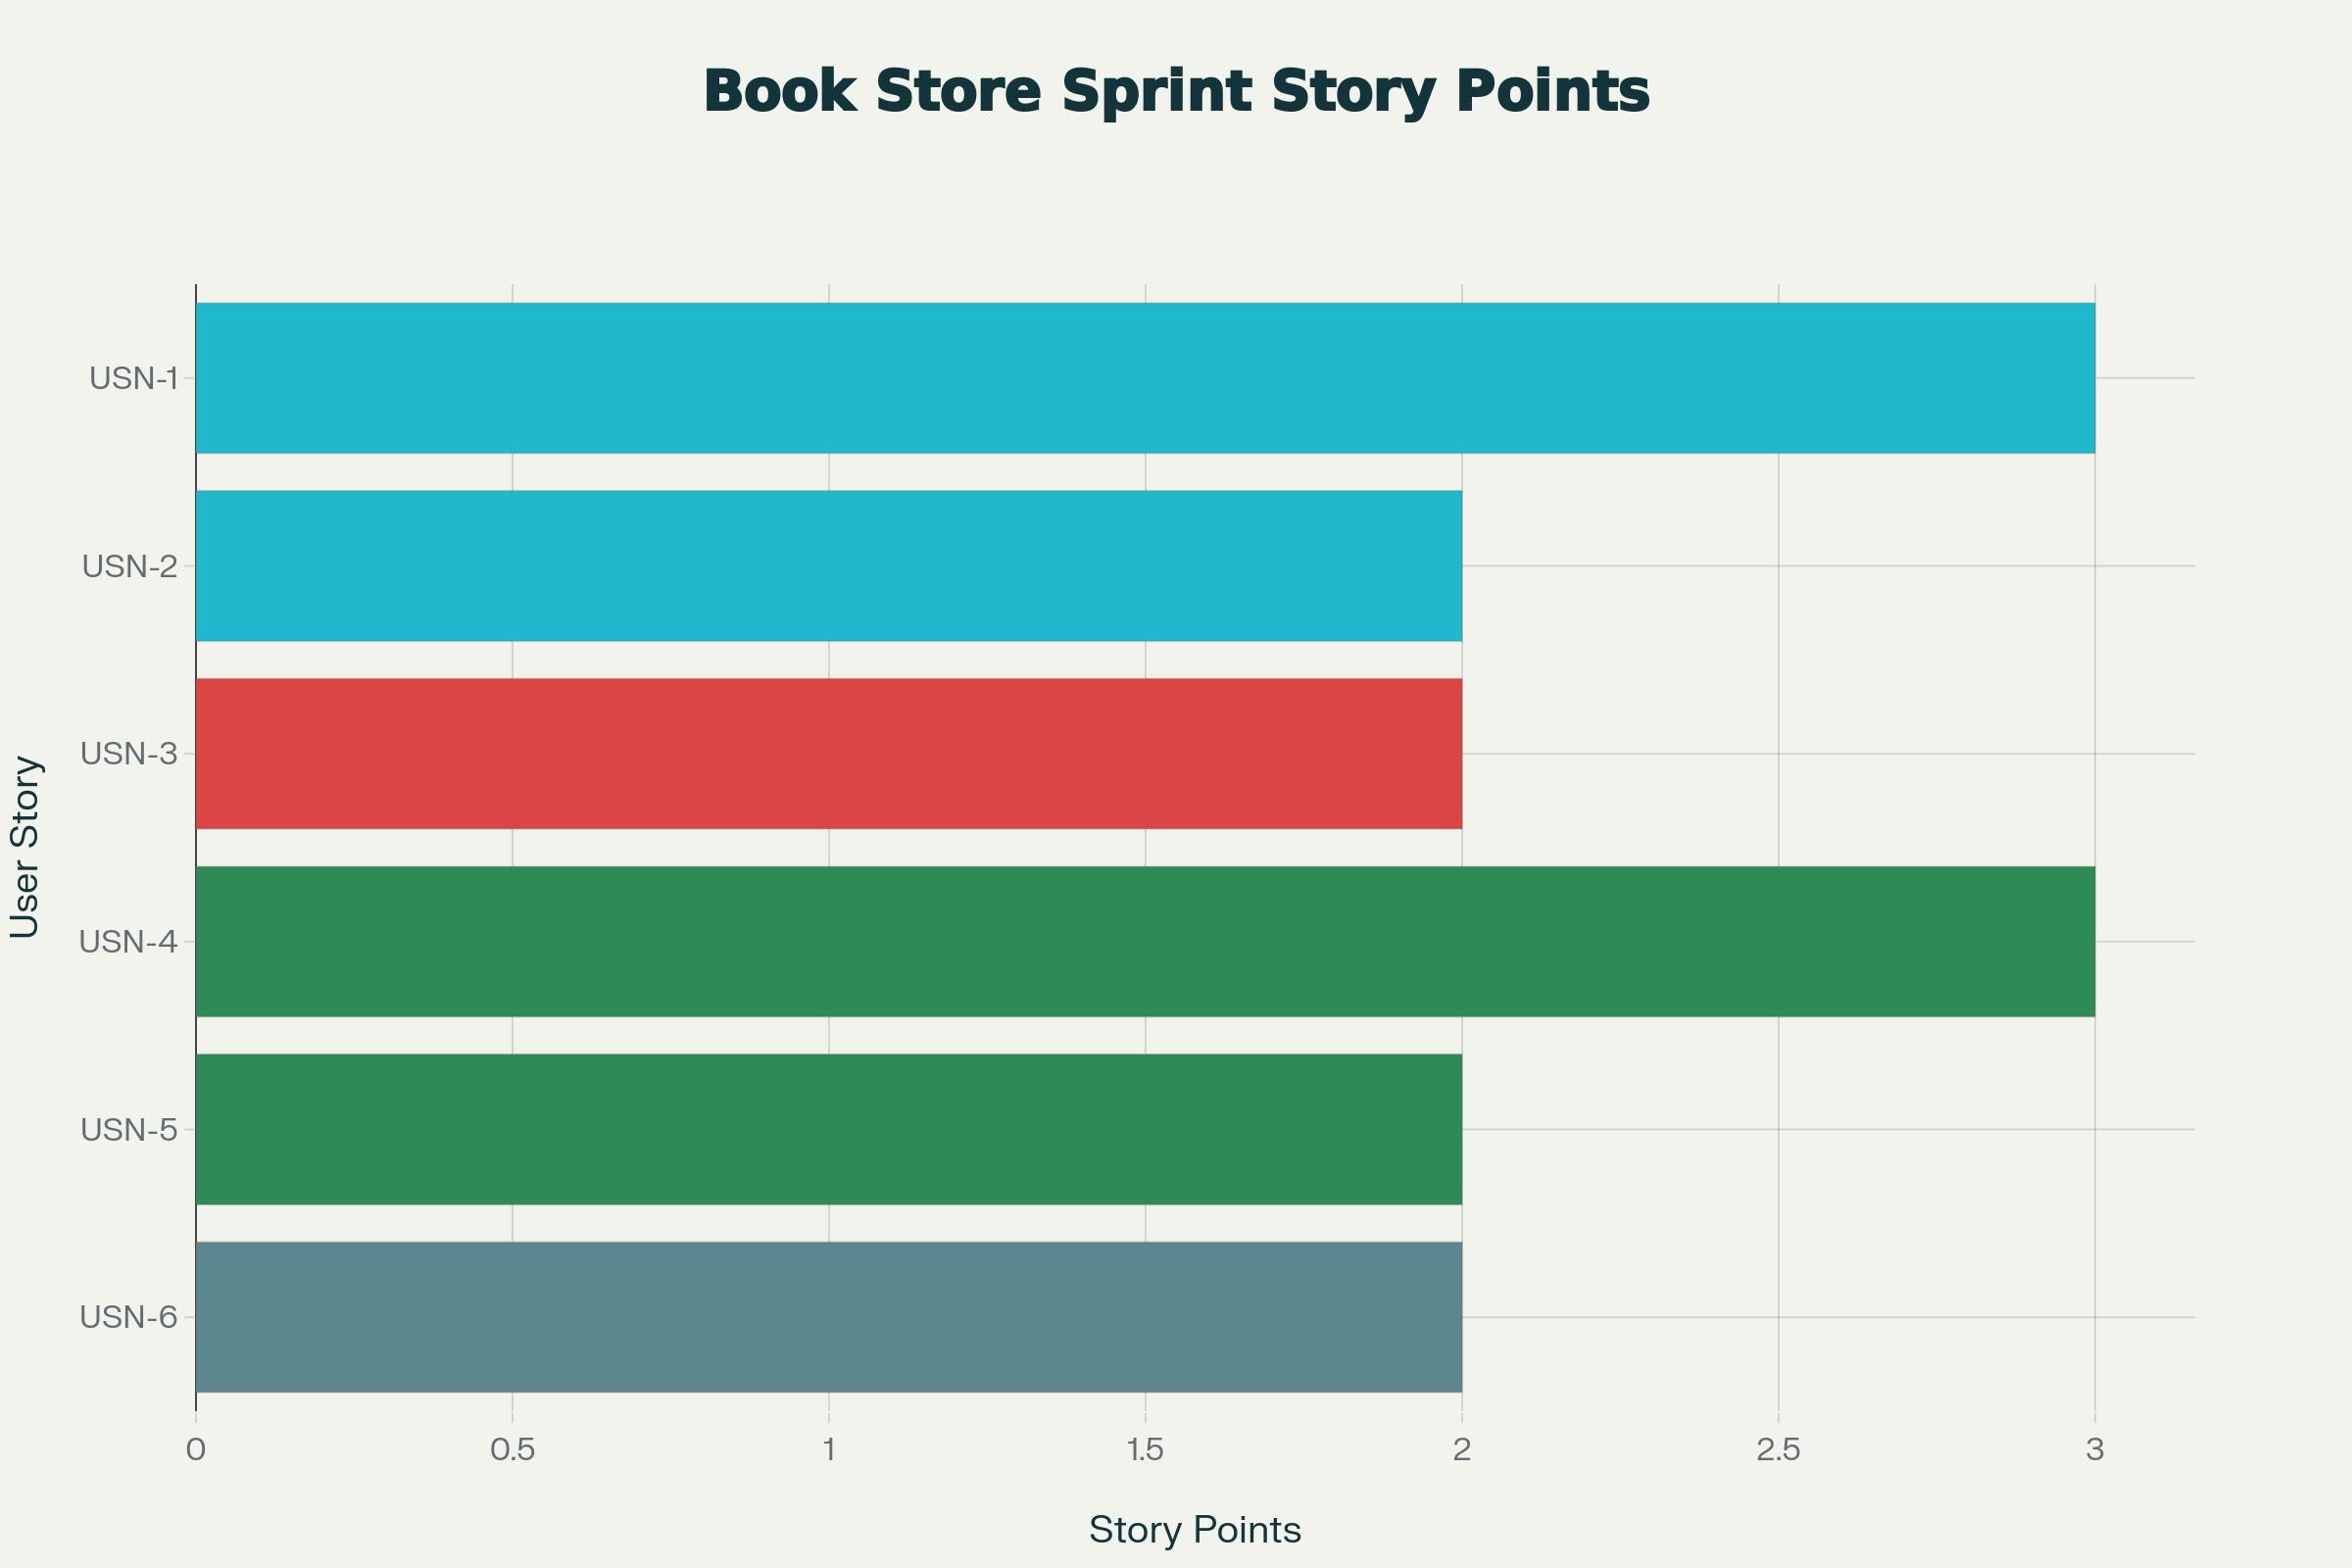 Book Store Sprint Story Points
User Story
USN-1
USN-2
USN-3
USN-4
USN-5
USN-6
0 0.5 1 1.5 2 2.5 3
Story Points